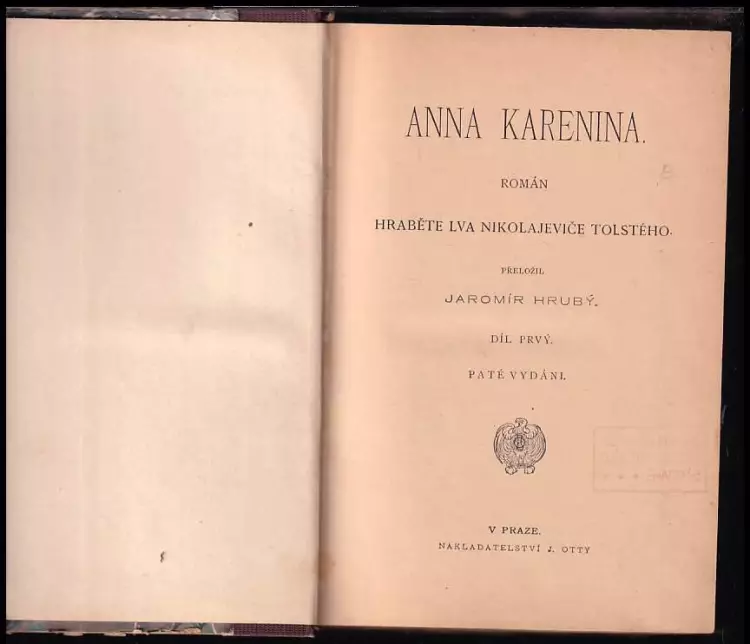 ANNA KARENINA.
ROMÁN
HRABĚTE LVA NIKOLAJEVIČE TOLSTÉHO.
PŘELOŽIL
JAROMÍR HRUBÝ.
DÍL PRVÝ.
PATÉ VYDÁNÍ.
V PRAZE.
NAKLADATELSTVÍ J. OTTY